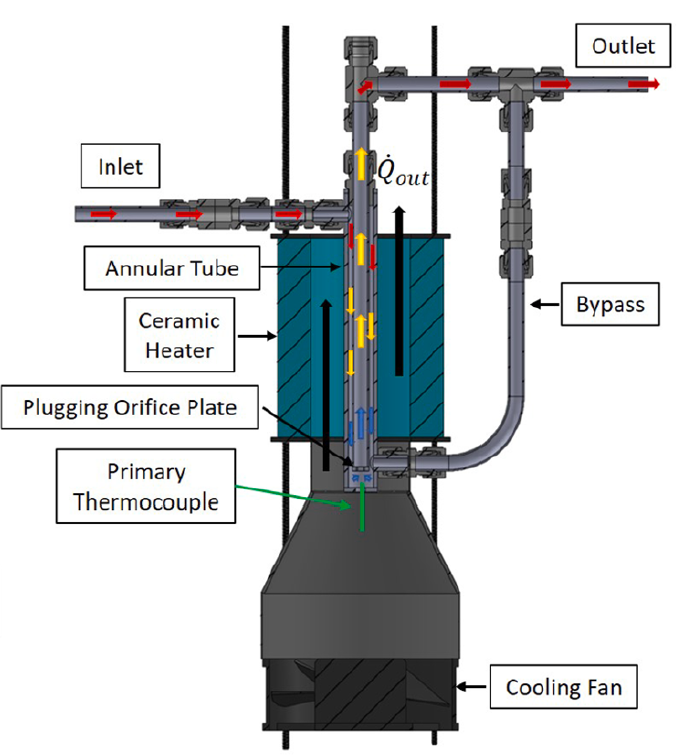 Outlet
Inlet
Q̇out
Annular Tube
Ceramic
Heater
Bypass
Plugging Orifice Plate
Primary
Thermocouple
Cooling Fan